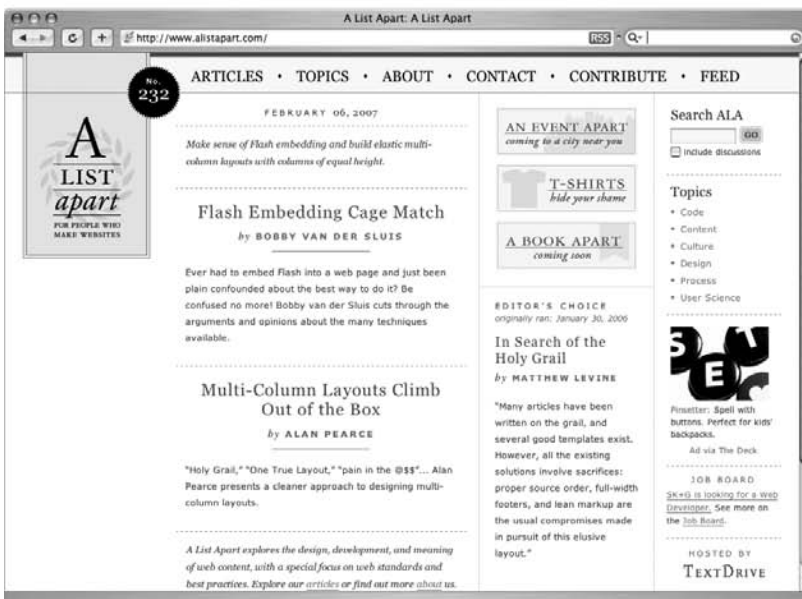 A List Apart: A List Apart
http://www.alistapart.com/
RSS
ARTICLES • TOPICS • ABOUT • CONTACT • CONTRIBUTE • FEED
No.
232
A
LIST
apart
FOR PEOPLE WHO
MAKE WEBSITES
FEBRUARY 06, 2007
Make sense of Flash embedding and build elastic multi-
column layouts with columns of equal height.
Flash Embedding Cage Match
by BOBBY VAN DER SLUIS
Ever had to embed Flash into a web page and just been
plain confounded about the best way to do it? Be
confused no more! Bobby van der Sluis cuts through the
arguments and opinions about the many techniques
available.
Multi-Column Layouts Climb
Out of the Box
by ALAN PEARCE
"Holy Grail," "One True Layout," "pain in the @$$"... Alan
Pearce presents a cleaner approach to designing multi-
column layouts.
A List Apart explores the design, development, and meaning
of web content, with a special focus on web standards and
best practices. Explore our articles or find out more about us.
AN EVENT APART
coming to a city near you
T-SHIRTS
hide your shame
A BOOK APART
coming soon
EDITOR'S CHOICE
originally ran: January 30, 2006
In Search of the
Holy Grail
by MATTHEW LEVINE
"Many articles have been
written on the grail, and
several good templates exist.
However, all the existing
solutions involve sacrifices:
proper source order, full-width
footers, and lean markup are
the usual compromises made
in pursuit of this elusive
layout."
Search ALA
GO
include discussions
Topics
• Code
• Content
• Culture
• Design
• Process
• User Science
S E T
Pinsetter: Spell with
buttons. Perfect for kids'
backpacks.
Ad via The Deck
JOB BOARD
SK+G is looking for a Web
Developer. See more on
the Job Board.
HOSTED BY
TEXTDRIVE